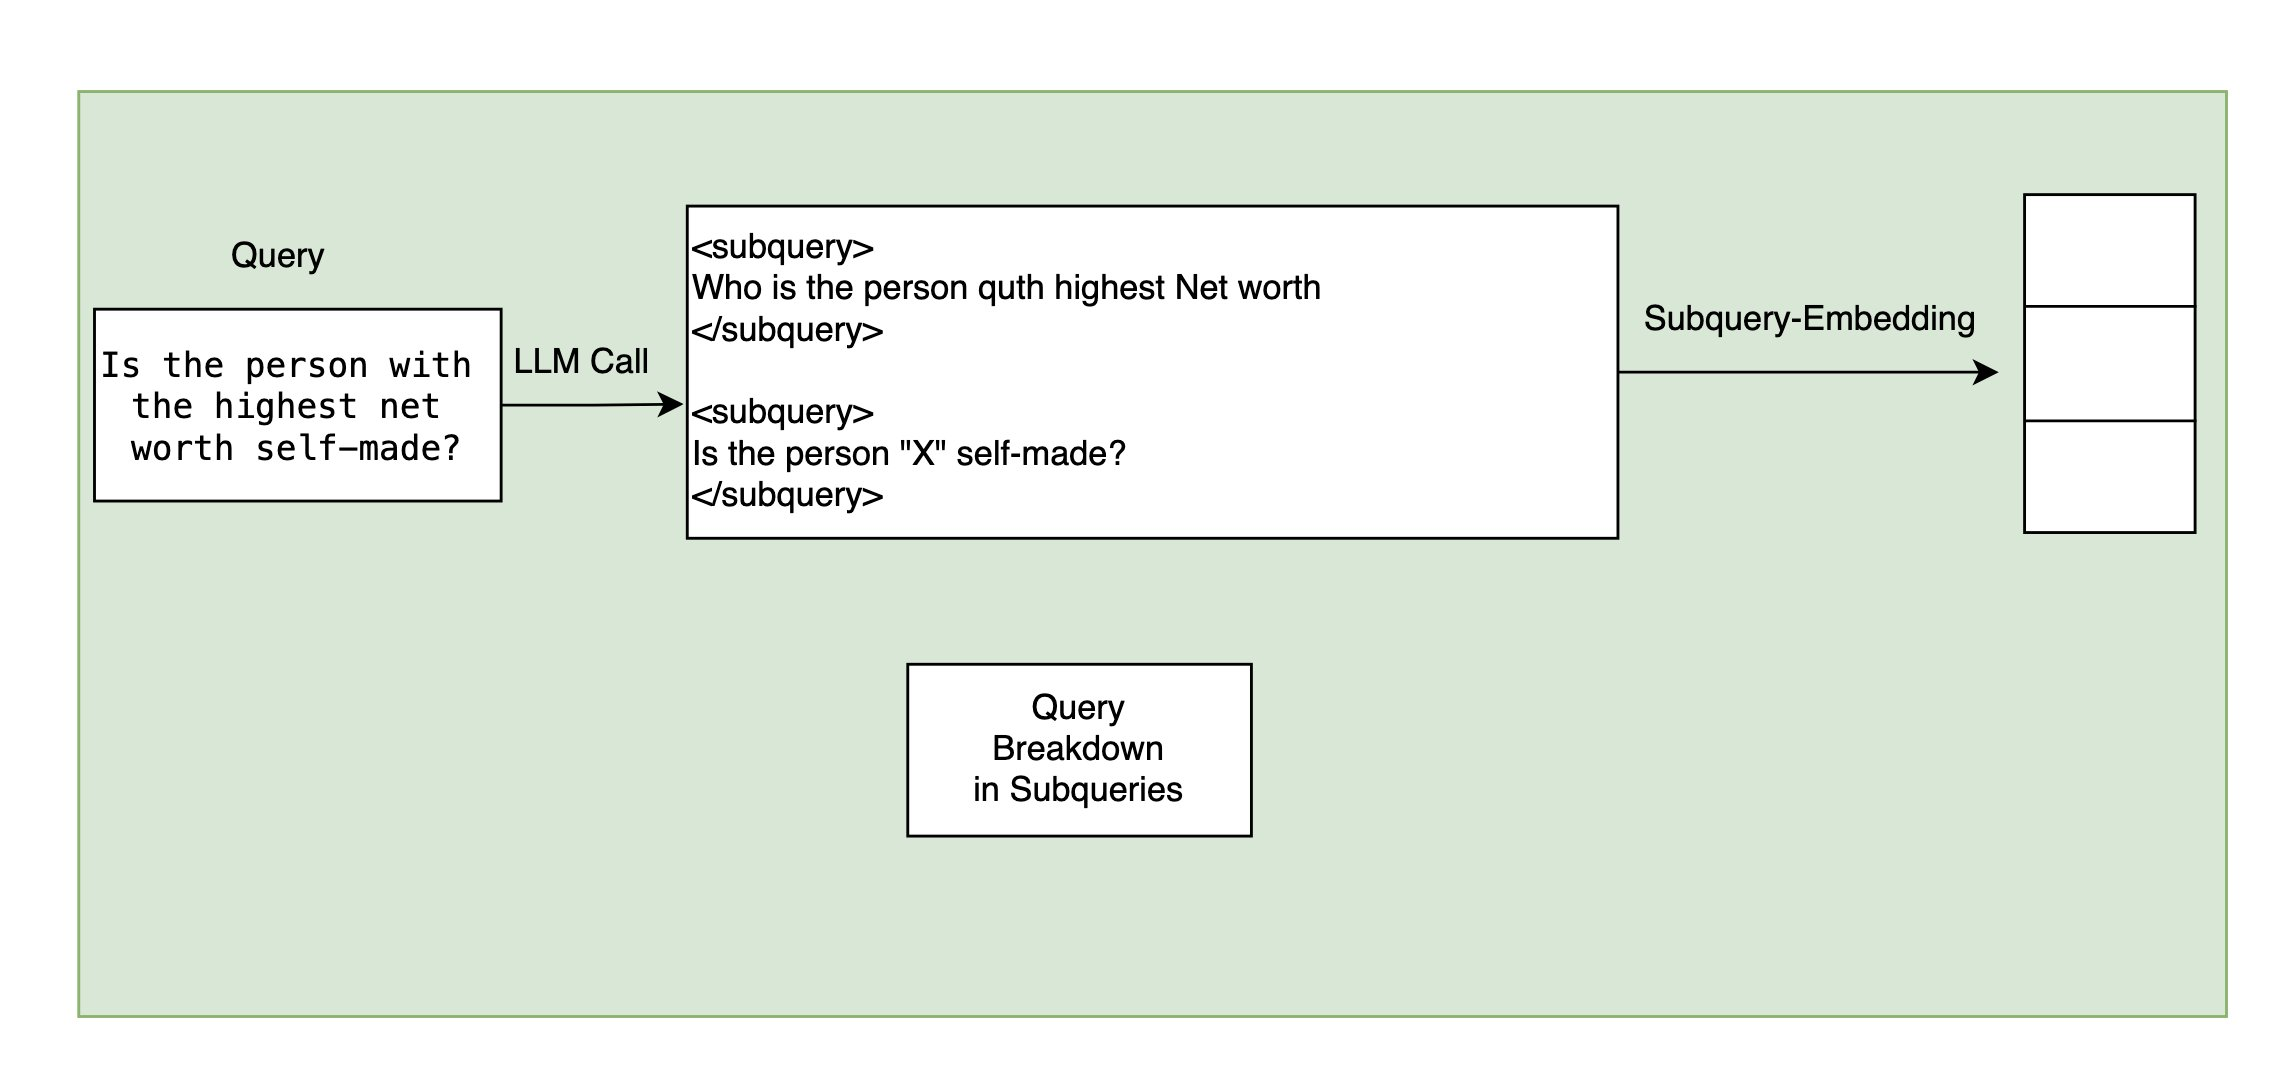 Query
Is the person with
the highest net
worth self-made?
LLM Call
<subquery>
Who is the person quth highest Net worth
</subquery>
<subquery>
Is the person "X" self-made?
</subquery>
Subquery-Embedding
Query
Breakdown
in Subqueries